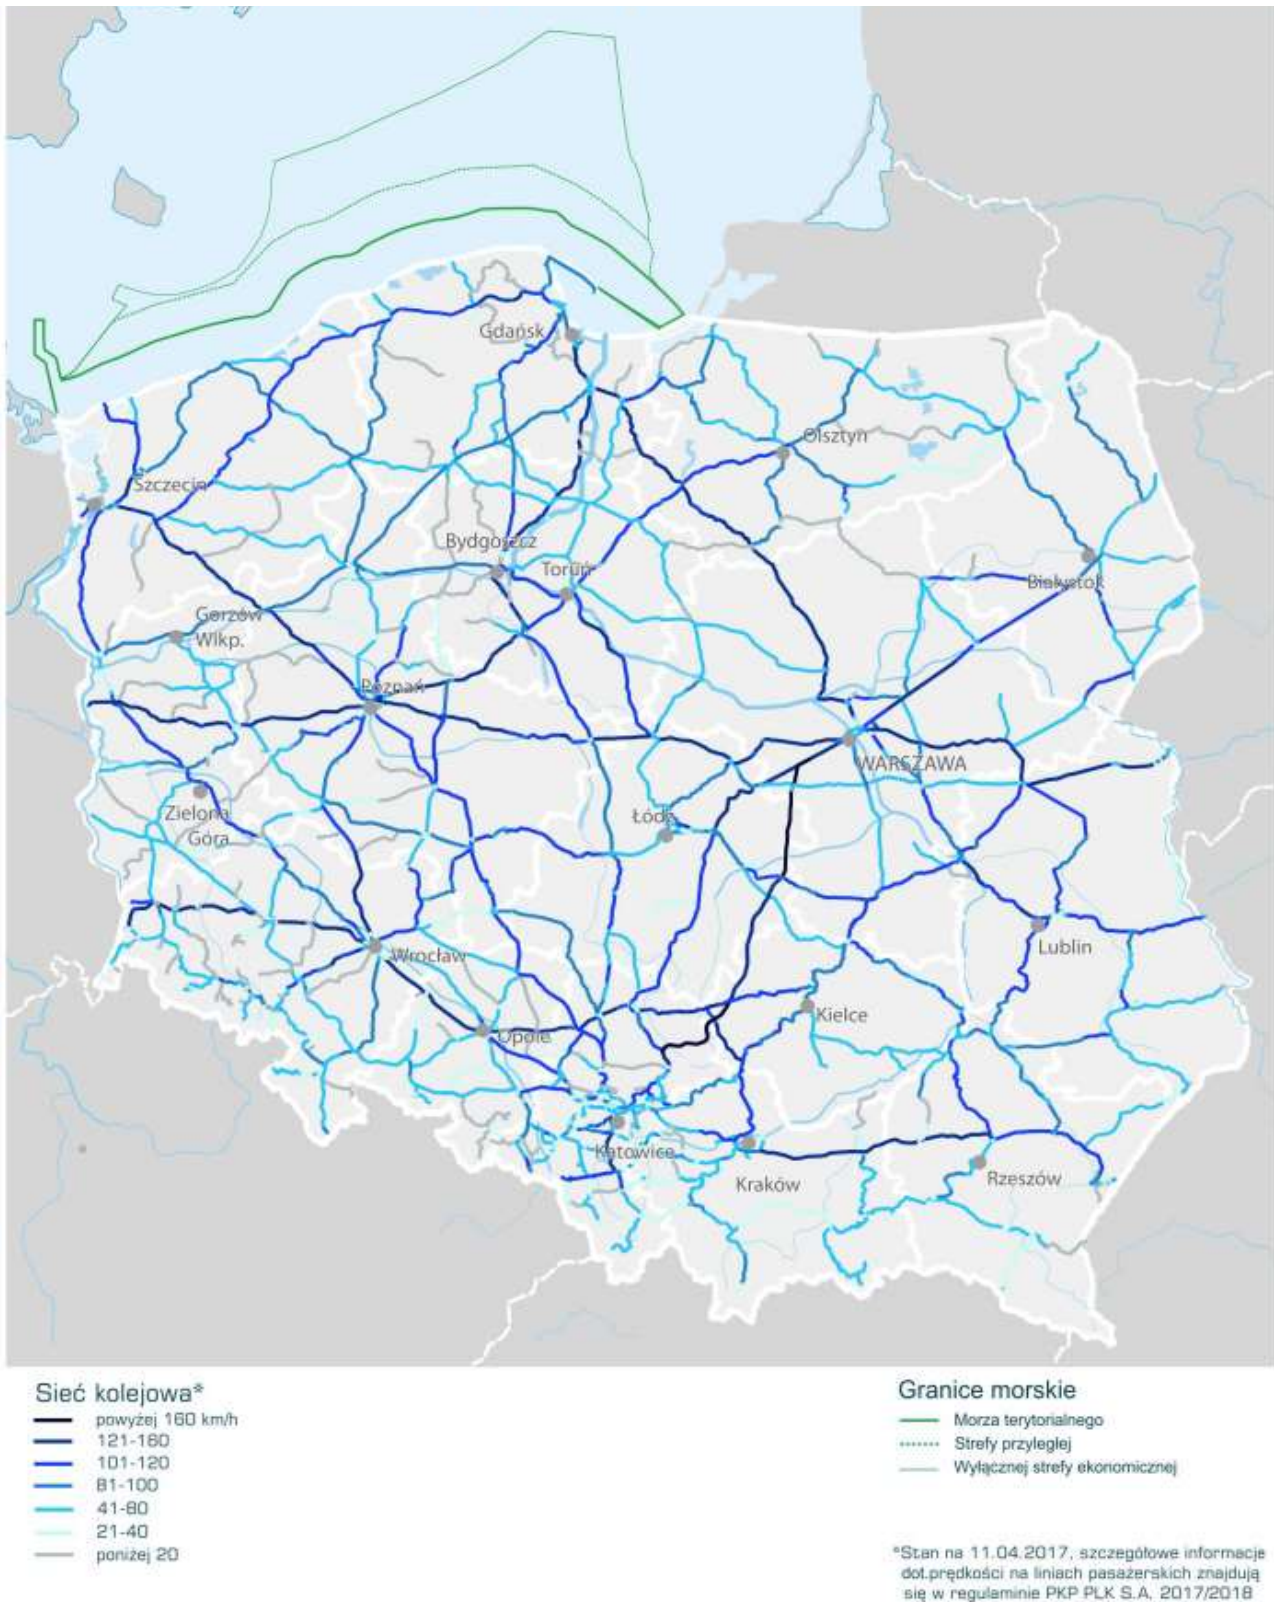 Gdańsk
Olsztyn
Szczecin
Bydgoszcz
Toruń
Białystok
Gorzów
Wlkp.
Poznań
WARSZAWA
Zielona
Góra
Łódź
Lublin
Wrocław
Kielce
Opole
Katowice
Kraków
Rzeszów
Sieć kolejowa*
powyżej 160 km/h
121-160
101-120
81-100
41-80
21-40
poniżej 20
Granice morskie
Morza terytorialnego
Strefy przyległej
Wyłącznej strefy ekonomicznej
*Stan na 11.04.2017, szczegółowe informacje
dot.prędkości na liniach pasażerskich znajdują
się w regulaminie PKP PLK S.A. 2017/2018